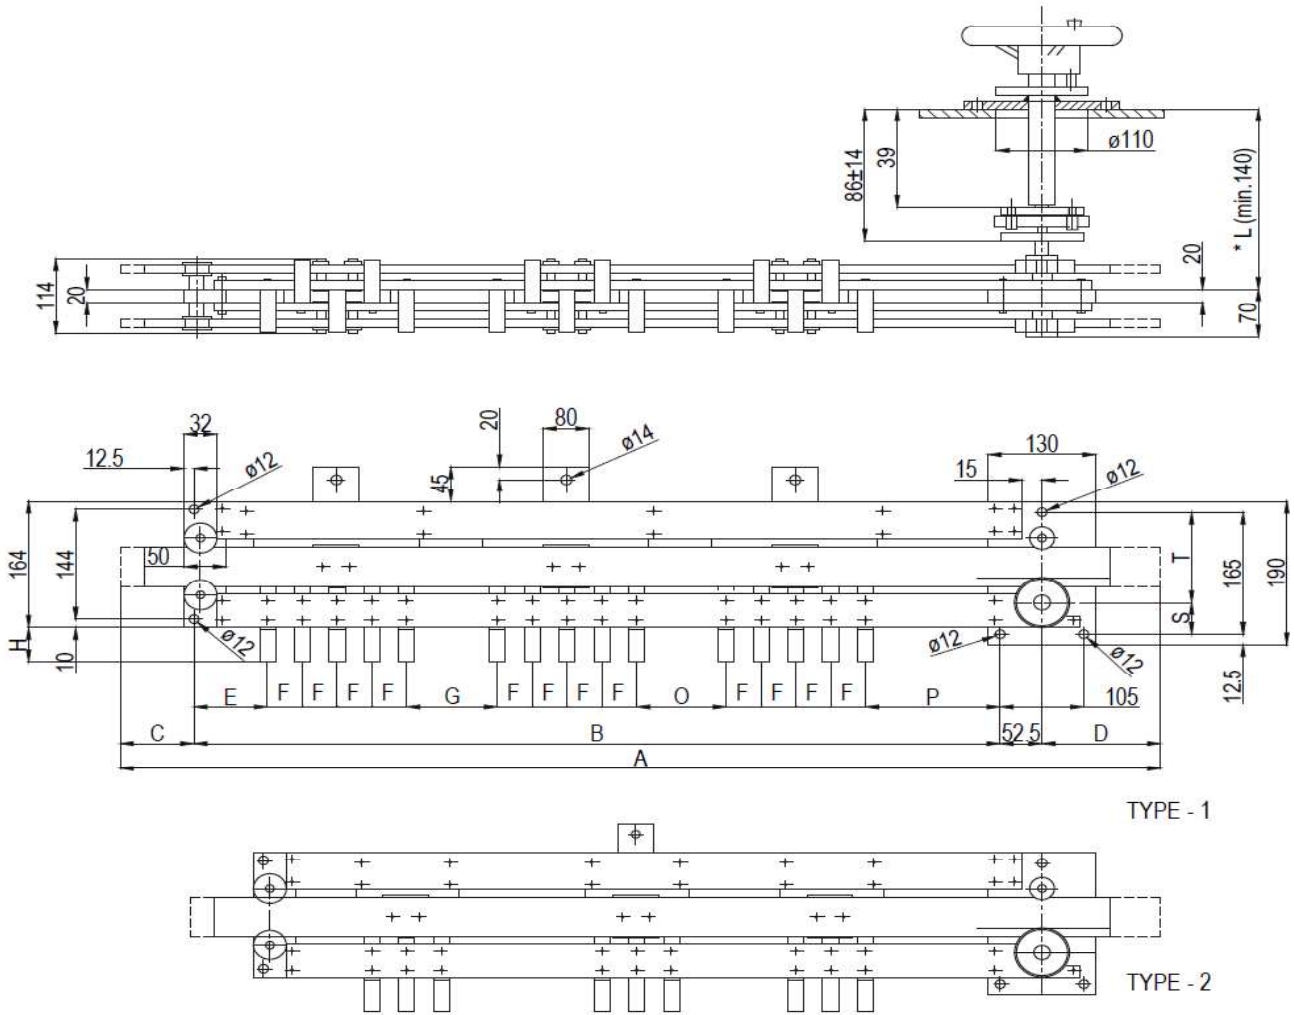 ø110
86±14
39
* L (min.140)
20
70
114
20
32
12.5
ø12
20
80
ø14
45
130
15
ø12
164
144
50
T
165
190
S
H
10
ø12
ø12
ø12
12.5
E F F F F G F F F F O F F F F P 105
C B 52.5 D
A
TYPE - 1
TYPE - 2